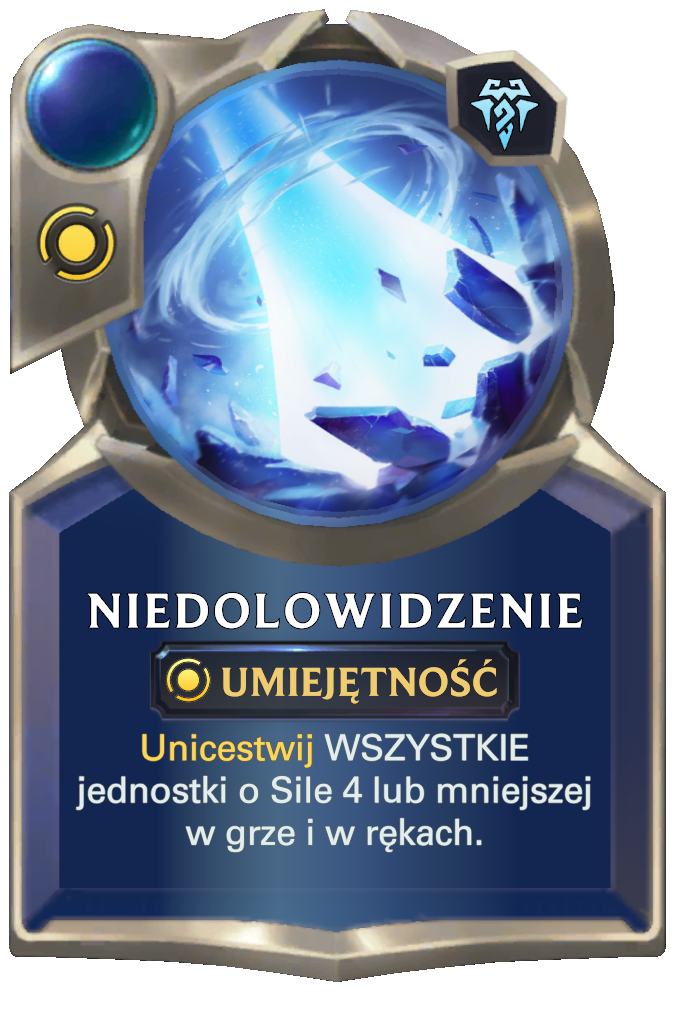 NIEDOLOWIDZENIE
UMIEJĘTNOŚĆ
Unicestwij WSZYSTKIE
jednostki o Sile 4 lub mniejszej
w grze i w rękach.